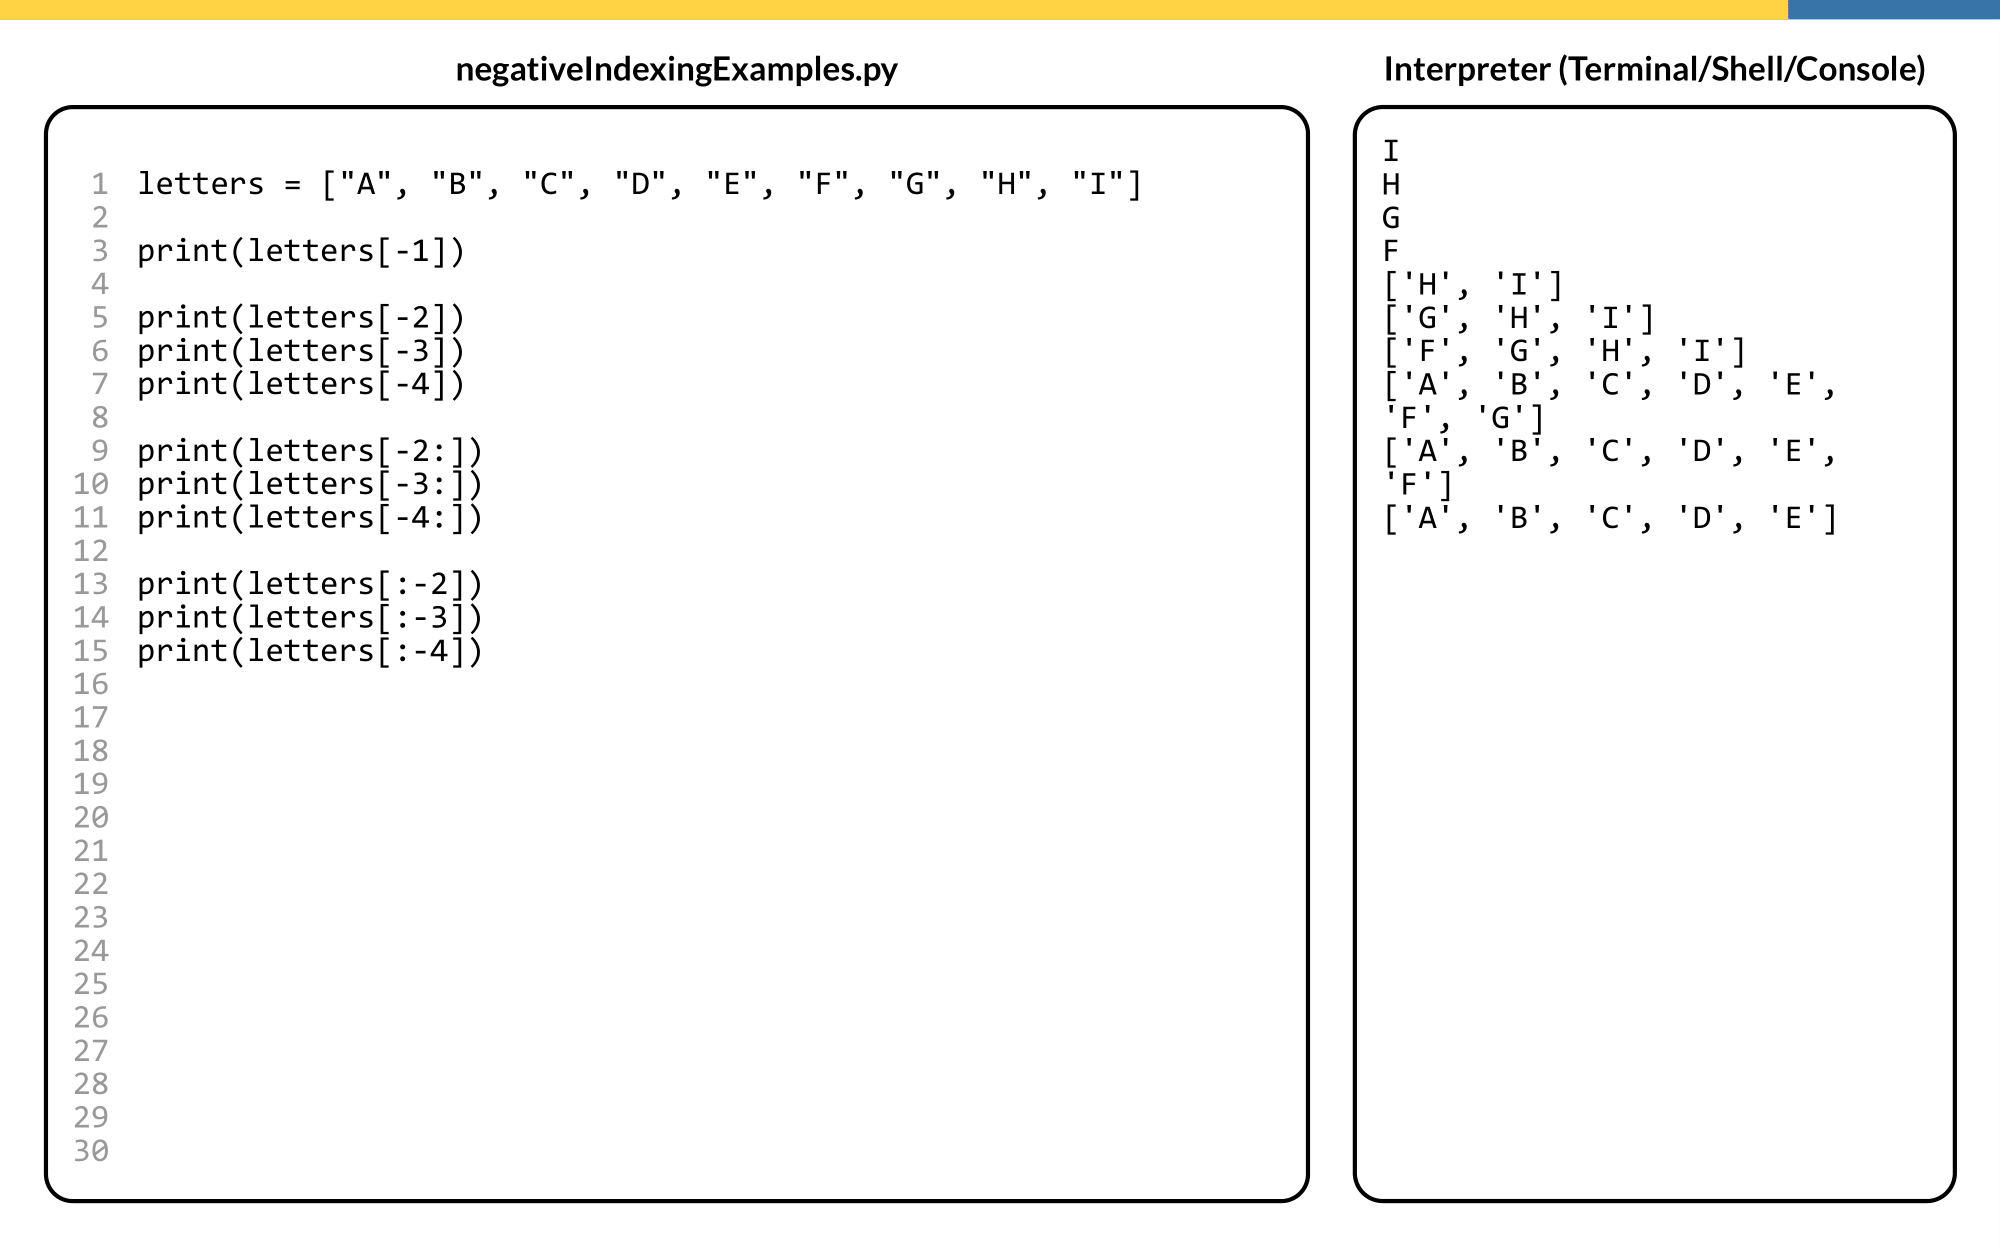 negativeIndexingExamples.py
1 letters = ["A", "B", "C", "D", "E", "F", "G", "H", "I"]
2
3 print(letters[-1])
4
5 print(letters[-2])
6 print(letters[-3])
7 print(letters[-4])
8
9 print(letters[-2:])
10 print(letters[-3:])
11 print(letters[-4:])
12
13 print(letters[:-2])
14 print(letters[:-3])
15 print(letters[:-4])
16
17
18
19
20
21
22
23
24
25
26
27
28
29
30
Interpreter (Terminal/Shell/Console)
I
H
G
F
['H', 'I']
['G', 'H', 'I']
['F', 'G', 'H', 'I']
['A', 'B', 'C', 'D', 'E',
'F', 'G']
['A', 'B', 'C', 'D', 'E',
'F']
['A', 'B', 'C', 'D', 'E']